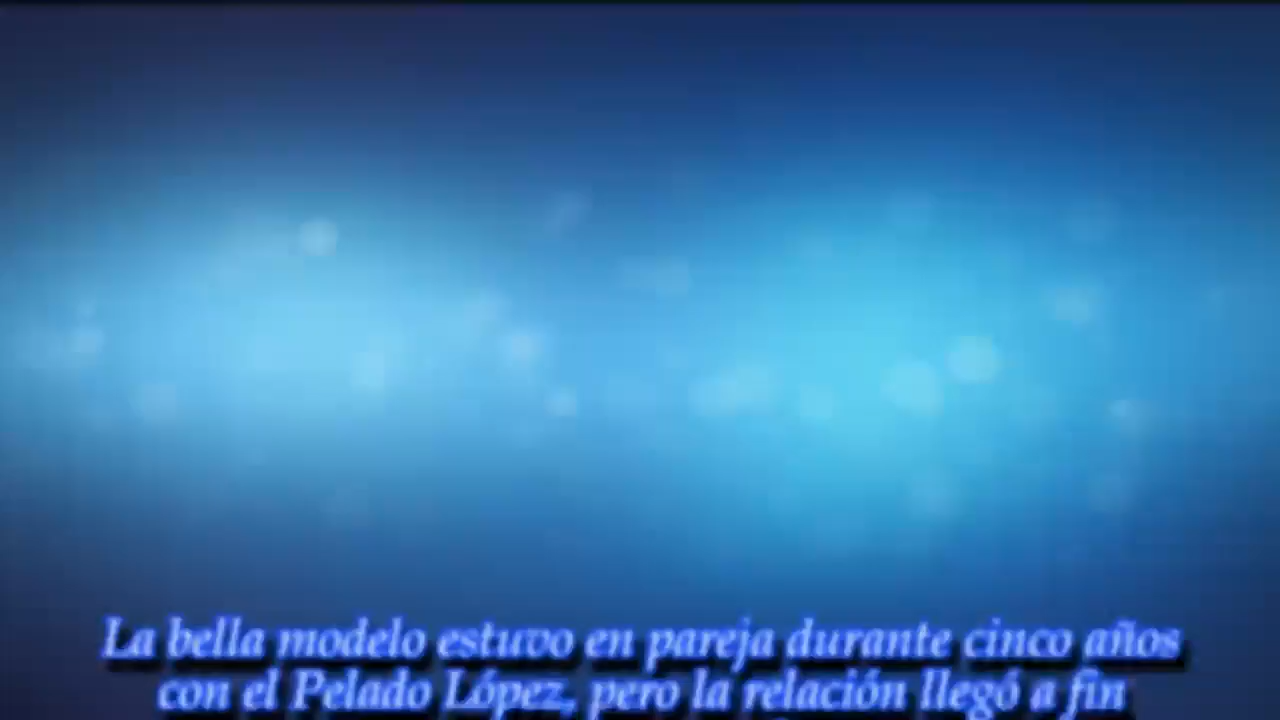 La bella modelo estuvo en pareja durante cinco años
con el Pelado López, pero la relación llegó a fin